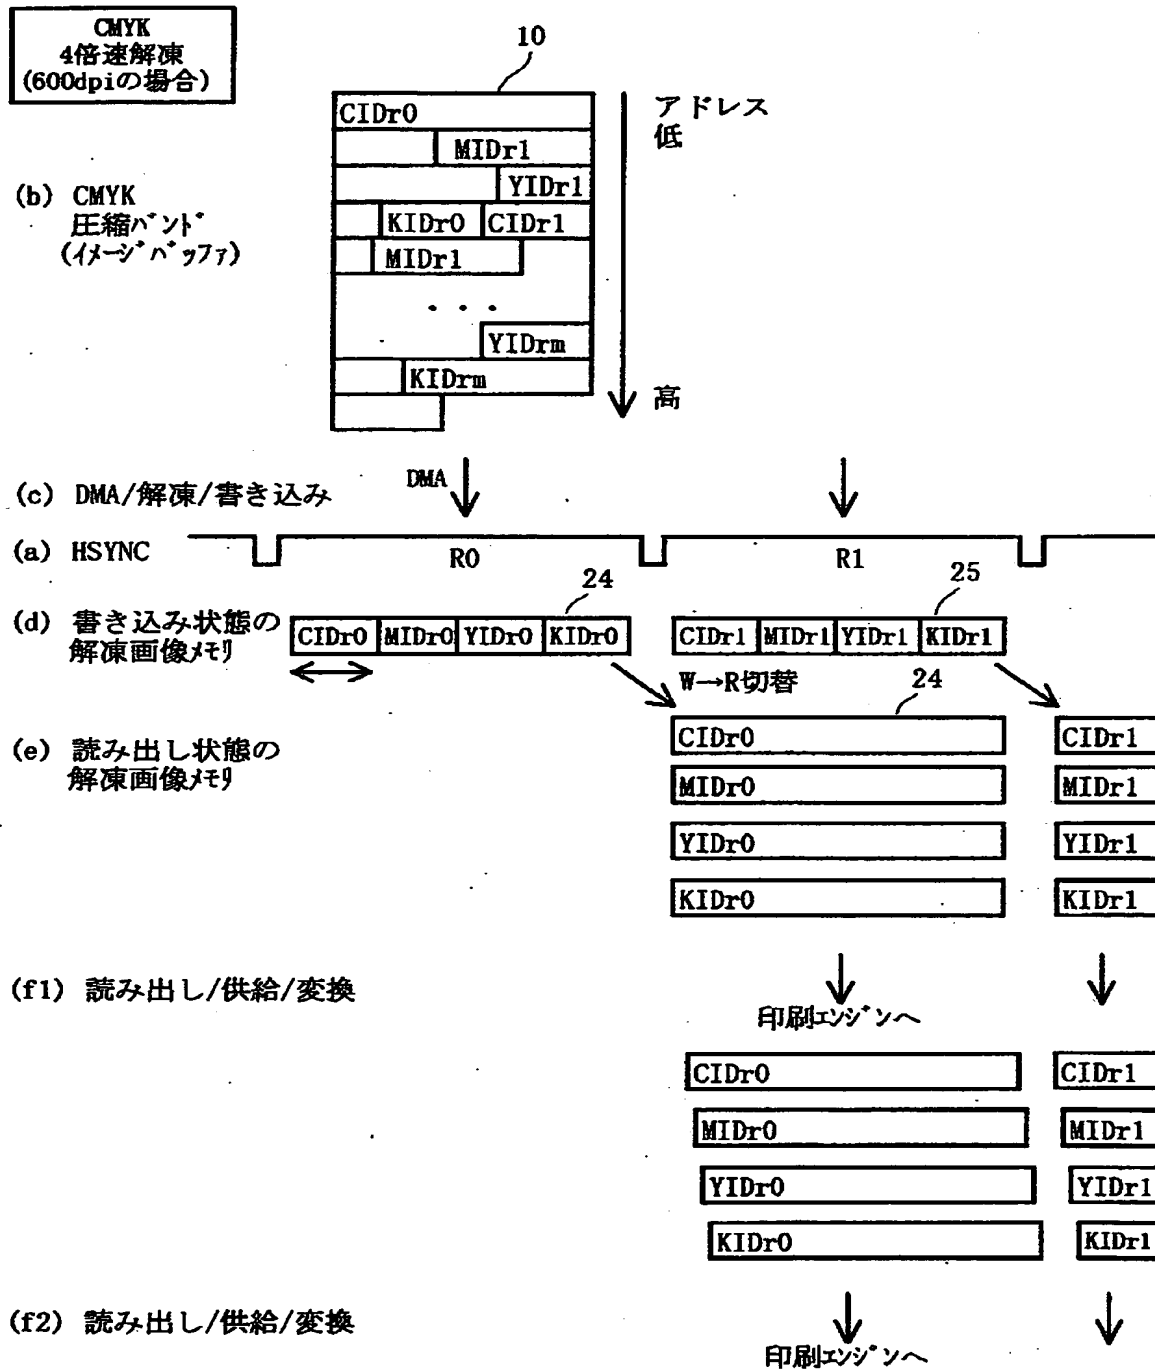 CMYK
4倍速解凍
(600dpiの場合)
10
CIDr0
アドレス
低
MIDr1
YIDr1
(b) CMYK
圧縮バンド
(イメージバッファ)
KIDr0 CIDr1
MIDr1
・・・
YIDrm
KIDrm
高
DMA
(c) DMA/解凍/書き込み
(a) HSYNC
R0 R1
24 25
(d) 書き込み状態の
解凍画像メモリ
CIDr0 MIDr0 YIDr0 KIDr0 CIDr1 MIDr1 YIDr1 KIDr1
W→R切替
24
(e) 読み出し状態の
解凍画像メモリ
CIDr0 CIDr1
MIDr0 MIDr1
YIDr0 YIDr1
KIDr0 KIDr1
(f1) 読み出し/供給/変換
印刷エンジンへ
CIDr0 CIDr1
MIDr0 MIDr1
YIDr0 YIDr1
KIDr0 KIDr1
(f2) 読み出し/供給/変換
印刷エンジンへ